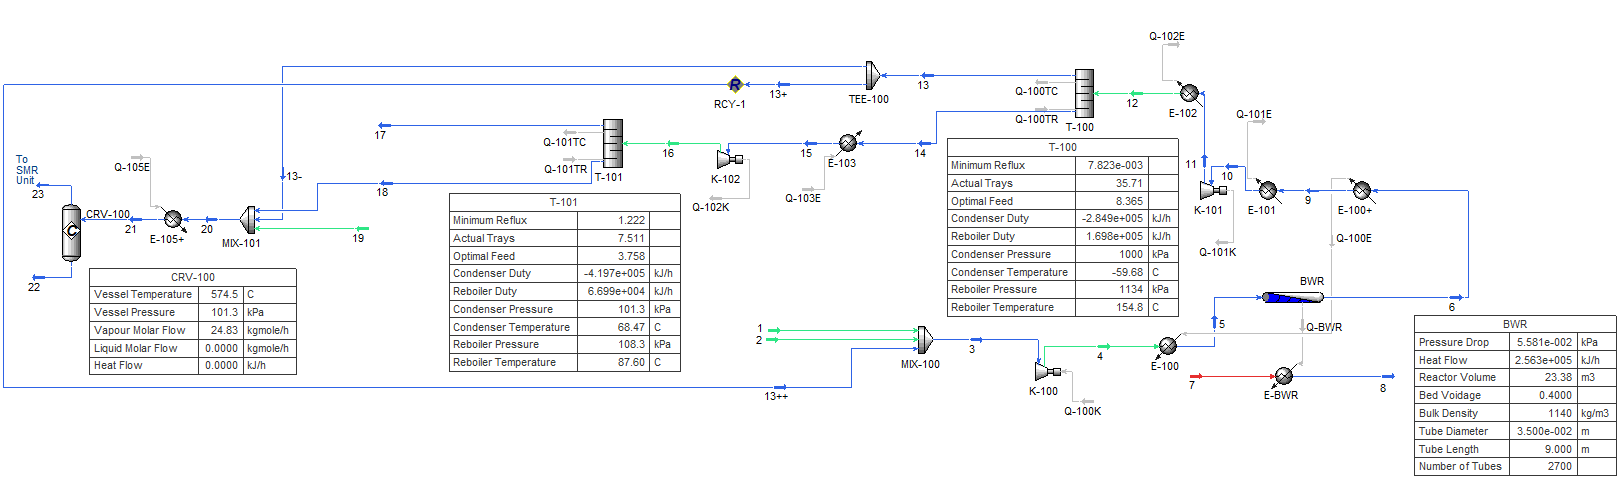 Q-102E
13
TEE-100
13+
RCY-1
Q-100TC
Q-100TR
T-100
12
E-102
Q-101E
11
10
K-101
Q-101K
E-101
9
E-100+
Q-100E
17
Q-101TC
Q-101TR
T-101
16
K-102
Q-102K
15
E-103
Q-103E
14
To
SMR
Unit
23
Q-105E
CRV-100
21
E-105+
20
MIX-101
13-
18
19
22
T-100
Minimum Reflux 7.823e-003
Actual Trays 35.71
Optimal Feed 8.365
Condenser Duty -2.849e+005 kJ/h
Reboiler Duty 1.698e+005 kJ/h
Condenser Pressure 1000 kPa
Condenser Temperature -59.68 C
Reboiler Pressure 1134 kPa
Reboiler Temperature 154.8 C
T-101
Minimum Reflux 1.222
Actual Trays 7.511
Optimal Feed 3.758
Condenser Duty -4.197e+005 kJ/h
Reboiler Duty 6.699e+004 kJ/h
Condenser Pressure 101.3 kPa
Condenser Temperature 68.47 C
Reboiler Pressure 108.3 kPa
Reboiler Temperature 87.60 C
CRV-100
Vessel Temperature 574.5 C
Vessel Pressure 101.3 kPa
Vapour Molar Flow 24.83 kgmole/h
Liquid Molar Flow 0.0000 kgmole/h
Heat Flow 0.0000 kJ/h
1
2
MIX-100
3
13++
K-100
Q-100K
4
E-100
5
BWR
6
Q-BWR
7
E-BWR
8
BWR
Pressure Drop 5.581e-002 kPa
Heat Flow 2.563e+005 kJ/h
Reactor Volume 23.38 m3
Bed Voidage 0.4000
Bulk Density 1140 kg/m3
Tube Diameter 3.500e-002 m
Tube Length 9.000 m
Number of Tubes 2700